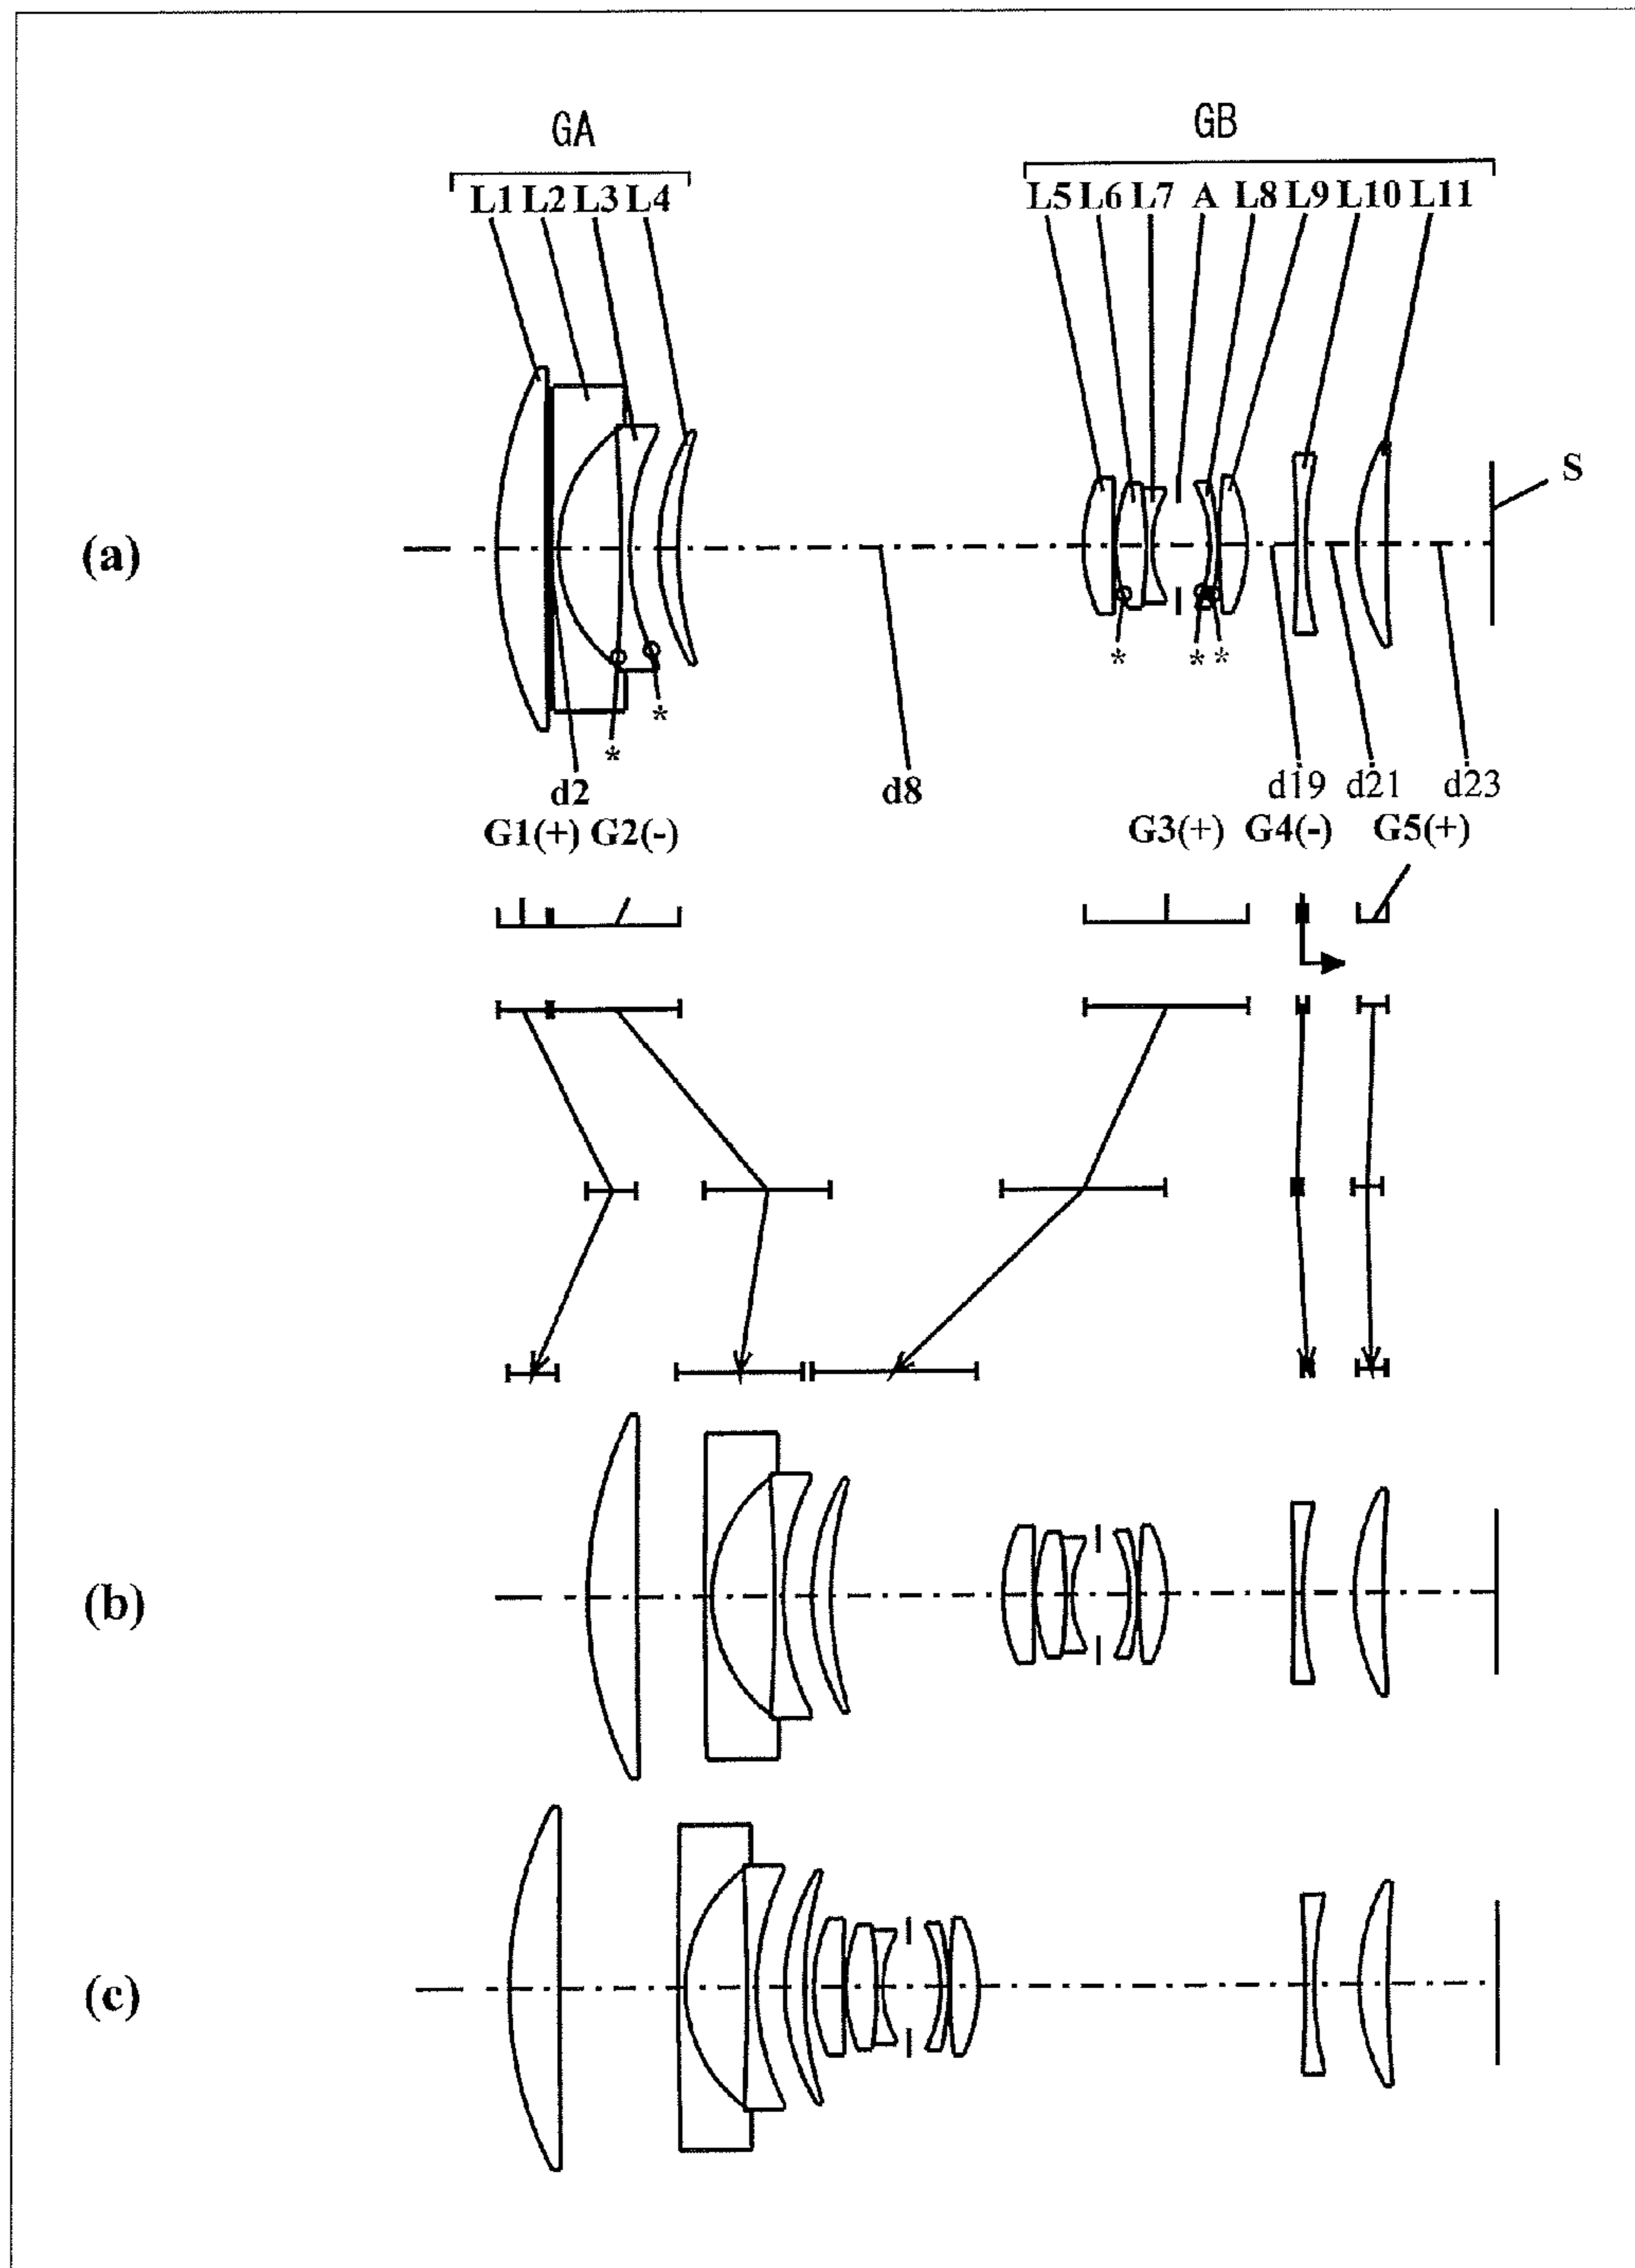 GA GB
L1 L2 L3 L4 L5 L6 L7 A L8 L9 L10 L11
S
(a)
* * *
*
*
d2 d8 d19 d21 d23
G1(+) G2(-) G3(+) G4(-) G5(+)
(b)
(c)